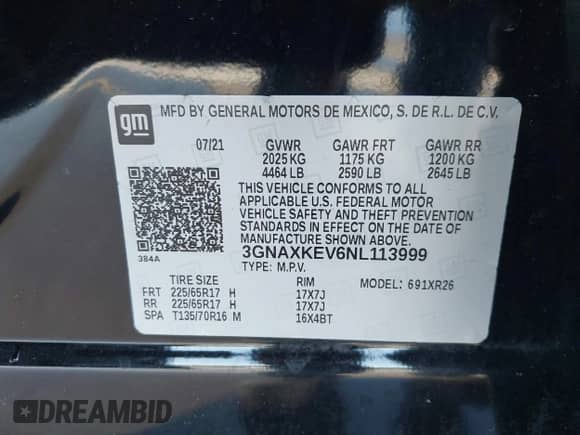 gm
MFD BY GENERAL MOTORS DE MEXICO, S. DE R.L. DE C.V.
07/21 GVWR GAWR FRT GAWR RR
2025 KG 1175 KG 1200 KG
4464 LB 2590 LB 2645 LB
THIS VEHICLE CONFORMS TO ALL
APPLICABLE U.S. FEDERAL MOTOR
VEHICLE SAFETY AND THEFT PREVENTION
STANDARDS IN EFFECT ON THE DATE OF
MANUFACTURE SHOWN ABOVE.
384A
3GNAXKEV6NL113999
TYPE: M.P.V.
TIRE SIZE RIM MODEL: 691XR26
FRT 225/65R17 H 17X7J
RR 225/65R17 H 17X7J
SPA T135/70R16 M 16X4BT
DREAMBID